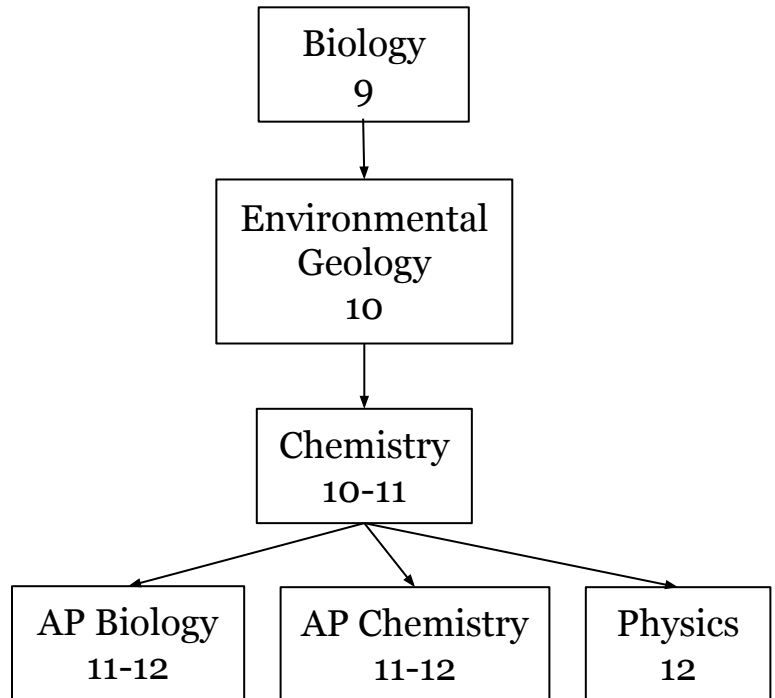 Biology
9
Environmental
Geology
10
Chemistry
10-11
AP Biology
11-12
AP Chemistry
11-12
Physics
12